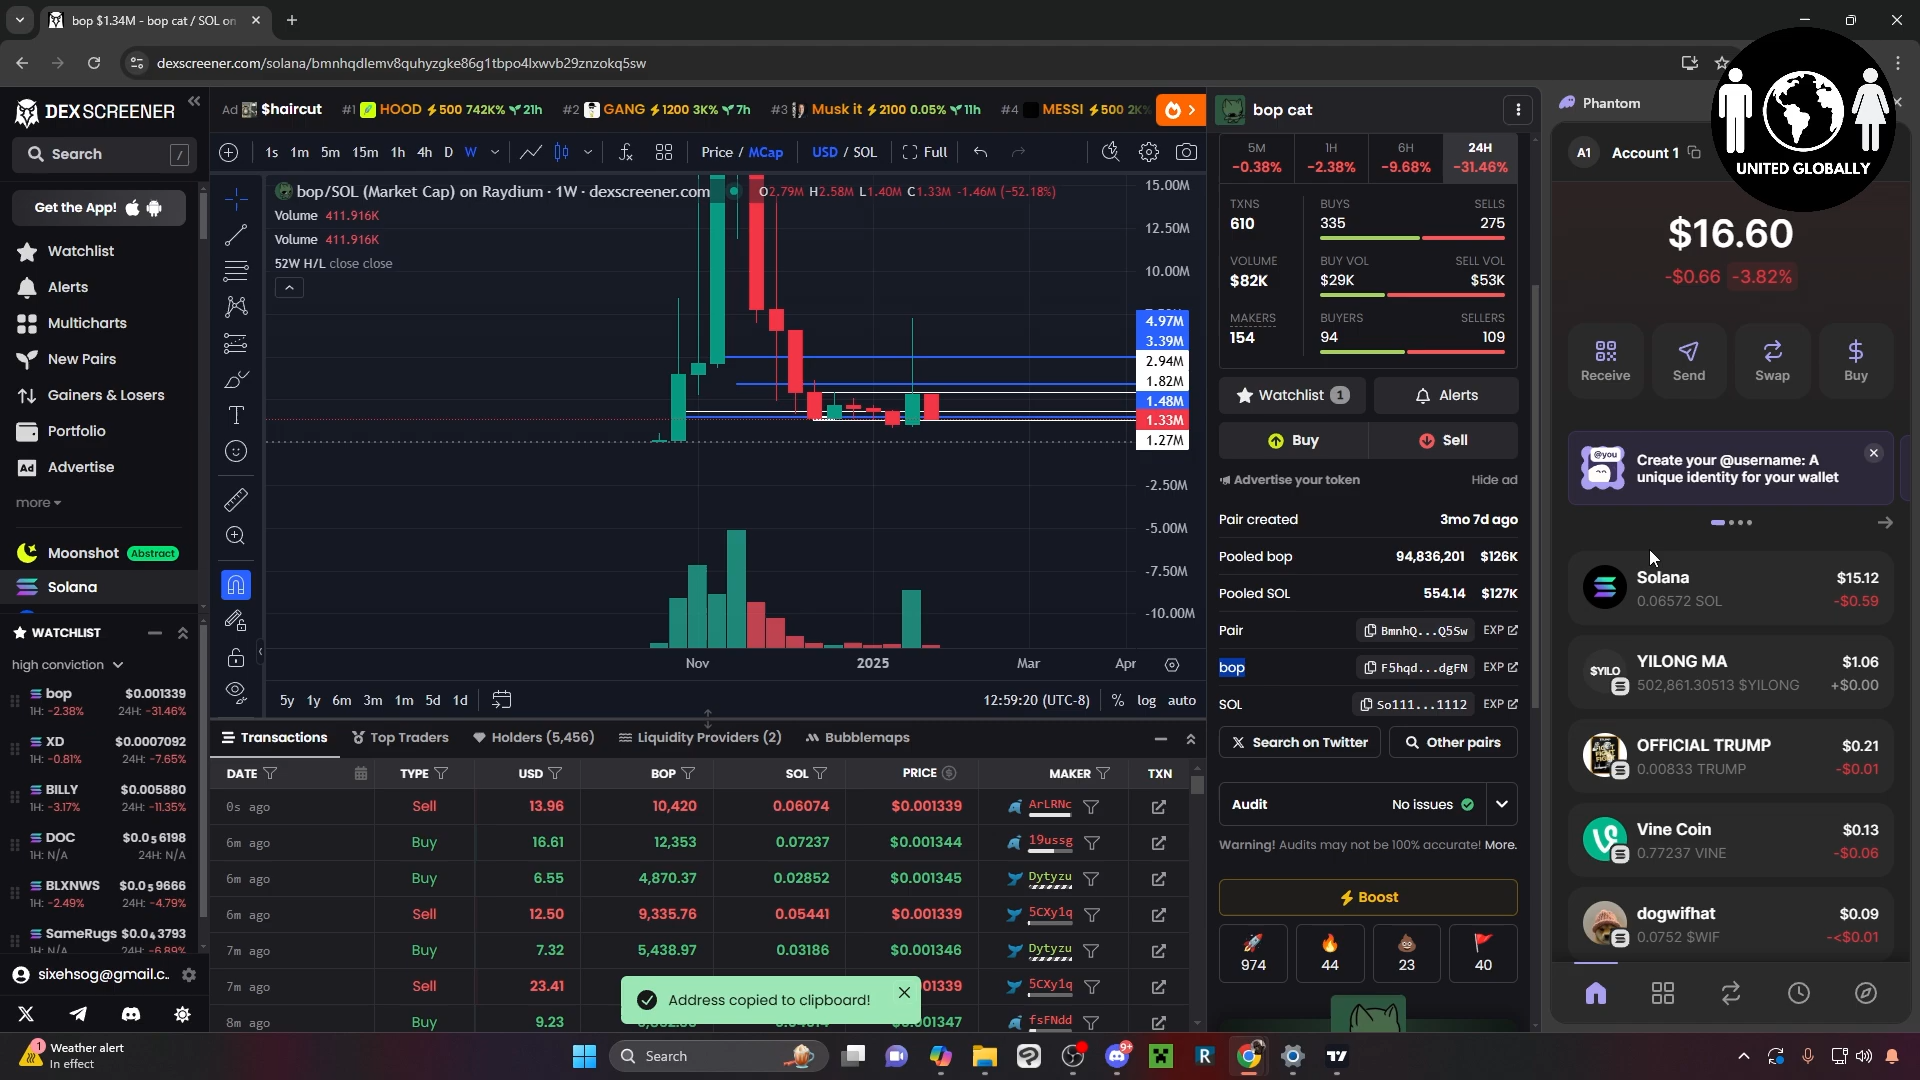 bop $1.34M - bop cat / SOL on
dexscreener.com/solana/bmnhqdlemv8quhyzgke86g1tbpo4lxwvb29znzokq5sw
DEX SCREENER
Ad $haircut #1 HOOD ⚡500 742K% 21h #2 GANG ⚡1200 3K% 7h #3 Musk it ⚡2100 0.05% 11h #4 MESSI ⚡500 2K%
bop cat
Phantom
UNITED GLOBALLY
Search /
1s 1m 5m 15m 1h 4h D W Price / MCap USD / SOL Full
A1 Account 1
Get the App!
Watchlist
Alerts
Multicharts
New Pairs
Gainers & Losers
Portfolio
Ad Advertise
more
Moonshot Abstract
Solana
WATCHLIST
high conviction
bop $0.001339
1H: -2.38% 24H: -31.46%
XD $0.0007092
1H: -0.81% 24H: -7.65%
BILLY $0.005880
1H: -3.17% 24H: -11.35%
DOC $0.0₅6198
1H: N/A 24H: N/A
BLXNWS $0.0₅9666
1H: -2.49% 24H: -4.79%
SameRugs $0.0₄3793
1H: N/A 24H: -6.89%
sixehsog@gmail.c..
bop/SOL (Market Cap) on Raydium · 1W · dexscreener.com O2.79M H2.58M L1.40M C1.33M -1.46M (-52.18%)
Volume 411.916K
Volume 411.916K
52W H/L close close
15.00M
12.50M
10.00M
4.97M
3.39M
2.94M
1.82M
1.48M
1.33M
1.27M
-2.50M
-5.00M
-7.50M
-10.00M
Nov 2025 Mar Apr
5y 1y 6m 3m 1m 5d 1d 12:59:20 (UTC-8) % log auto
Transactions Top Traders Holders (5,456) Liquidity Providers (2) Bubblemaps
DATE TYPE USD BOP SOL PRICE MAKER TXN
0s ago Sell 13.96 10,420 0.06074 $0.001339 ArLRNc
6m ago Buy 16.61 12,353 0.07237 $0.001344 19ussg
6m ago Buy 6.55 4,870.37 0.02852 $0.001345 Dytyzu
6m ago Sell 12.50 9,335.76 0.05441 $0.001339 5CXy1q
7m ago Buy 7.32 5,438.97 0.03186 $0.001346 Dytyzu
7m ago Sell 23.41 01339 5CXy1q
8m ago Buy 9.23 001347 fsFNdd
Address copied to clipboard!
5M 1H 6H 24H
-0.38% -2.38% -9.68% -31.46%
TXNS BUYS SELLS
610 335 275
VOLUME BUY VOL SELL VOL
$82K $29K $53K
MAKERS BUYERS SELLERS
154 94 109
Watchlist 1 Alerts
Buy Sell
Advertise your token Hide ad
Pair created 3mo 7d ago
Pooled bop 94,836,201 $126K
Pooled SOL 554.14 $127K
Pair BmnhQ...Q5Sw EXP
bop F5hqd...dgFN EXP
SOL So111...1112 EXP
Search on Twitter Other pairs
Audit No issues
Warning! Audits may not be 100% accurate! More.
Boost
974 44 23 40
$16.60
-$0.66 -3.82%
Receive Send Swap Buy
@you
Create your @username: A
unique identity for your wallet
Solana $15.12
0.06572 SOL -$0.59
$YILO
YILONG MA $1.06
502,861.30513 $YILONG +$0.00
OFFICIAL TRUMP $0.21
0.00833 TRUMP -$0.01
Vine Coin $0.13
0.77237 VINE -$0.06
dogwifhat $0.09
0.0752 $WIF -<$0.01
1 Weather alert
In effect
Search
9+